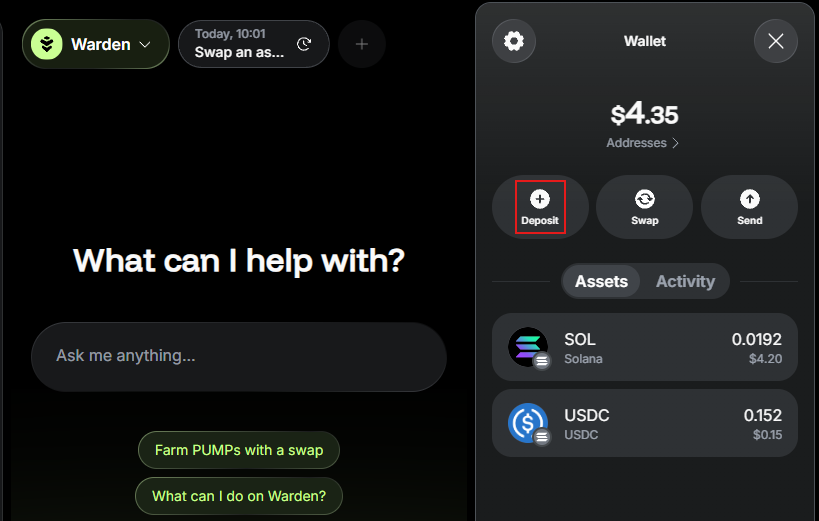 Warden
Today, 10:01
Swap an as...
What can I help with?
Ask me anything...
Farm PUMPs with a swap
What can I do on Warden?
Wallet
$4.35
Addresses
Deposit
Swap
Send
Assets
Activity
SOL
0.0192
Solana
$4.20
USDC
0.152
USDC
$0.15